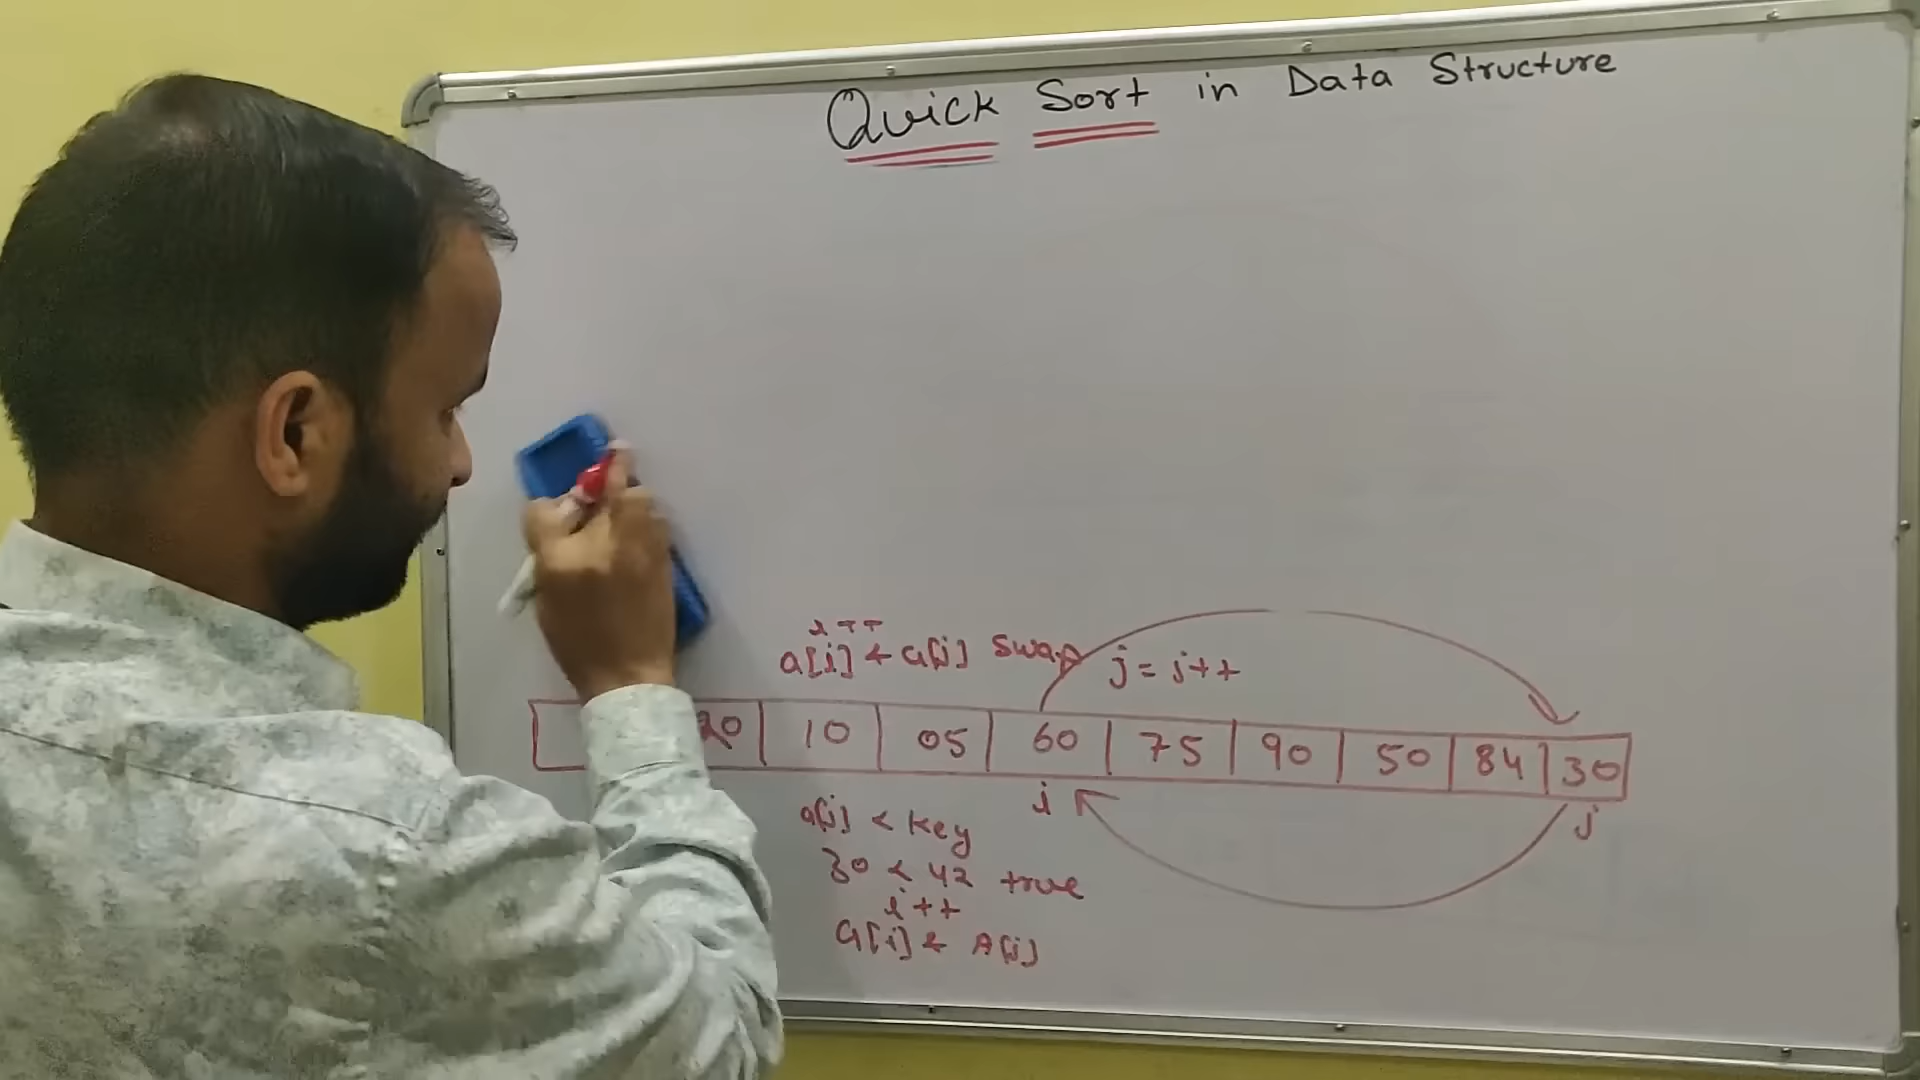 Quick Sort in Data Structure
i++
a[i] & a[j] Swap j = j++
20 10 05 60 75 90 50 84 30
i j
a[j] < key
30 < 42 true
i++
a[i] & A[j]